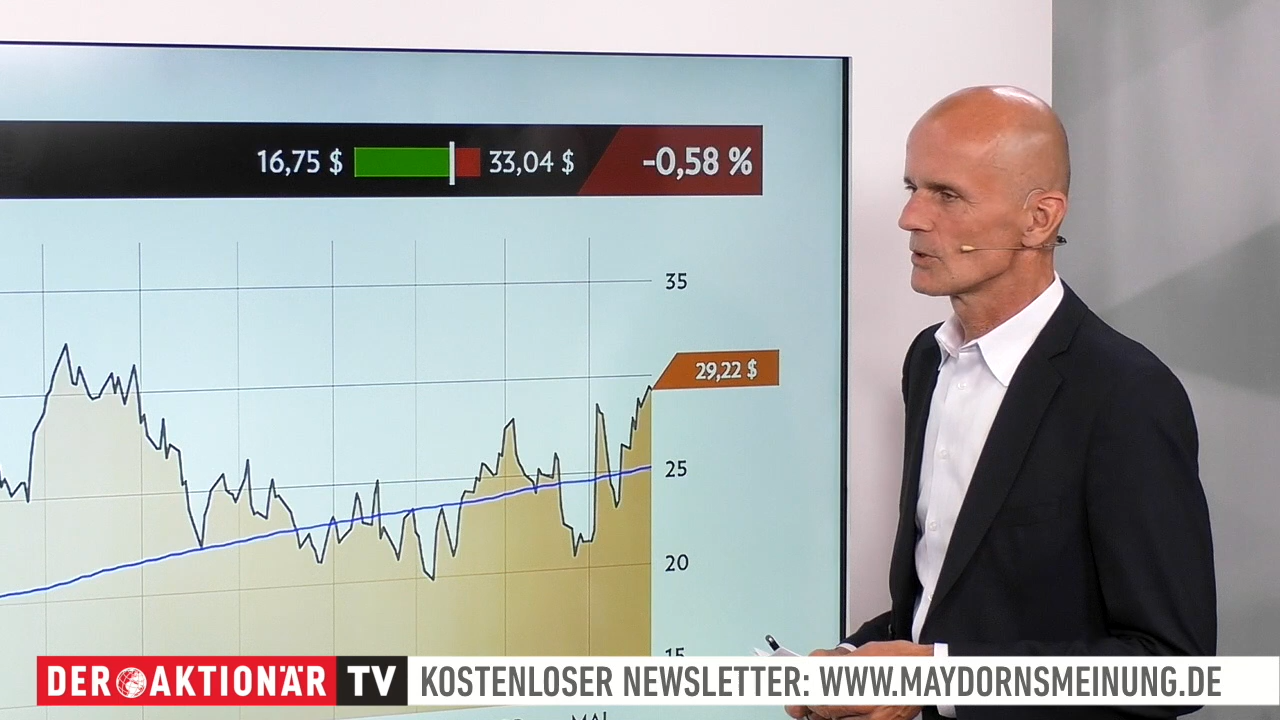 16,75 $ 33,04 $ -0,58 %
35
29,22 $
25
20
15
DER AKTIONÄR TV KOSTENLOSER NEWSLETTER: WWW.MAYDORNSMEINUNG.DE
MAI